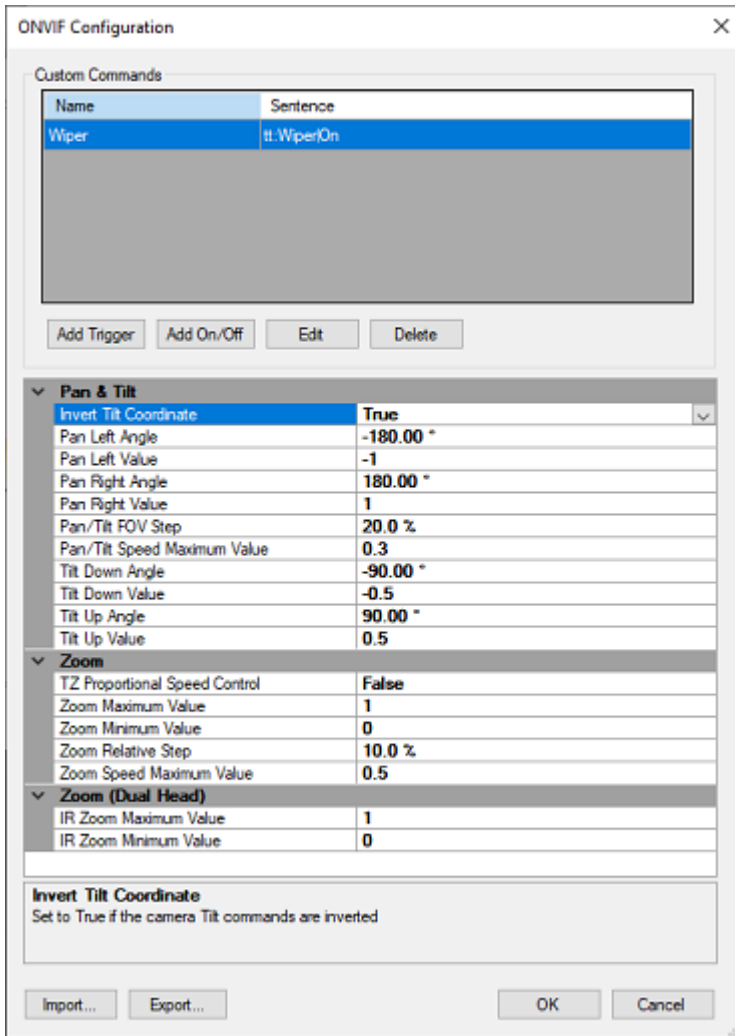 ONVIF Configuration
Custom Commands
Name Sentence
Wiper tt:Wiper|On
Add Trigger Add On/Off Edit Delete
Pan & Tilt
Invert Tilt Coordinate True
Pan Left Angle -180.00 °
Pan Left Value -1
Pan Right Angle 180.00 °
Pan Right Value 1
Pan/Tilt FOV Step 20.0 %
Pan/Tilt Speed Maximum Value 0.3
Tilt Down Angle -90.00 °
Tilt Down Value -0.5
Tilt Up Angle 90.00 °
Tilt Up Value 0.5
Zoom
TZ Proportional Speed Control False
Zoom Maximum Value 1
Zoom Minimum Value 0
Zoom Relative Step 10.0 %
Zoom Speed Maximum Value 0.5
Zoom (Dual Head)
IR Zoom Maximum Value 1
IR Zoom Minimum Value 0
Invert Tilt Coordinate
Set to True if the camera Tilt commands are inverted
Import... Export... OK Cancel